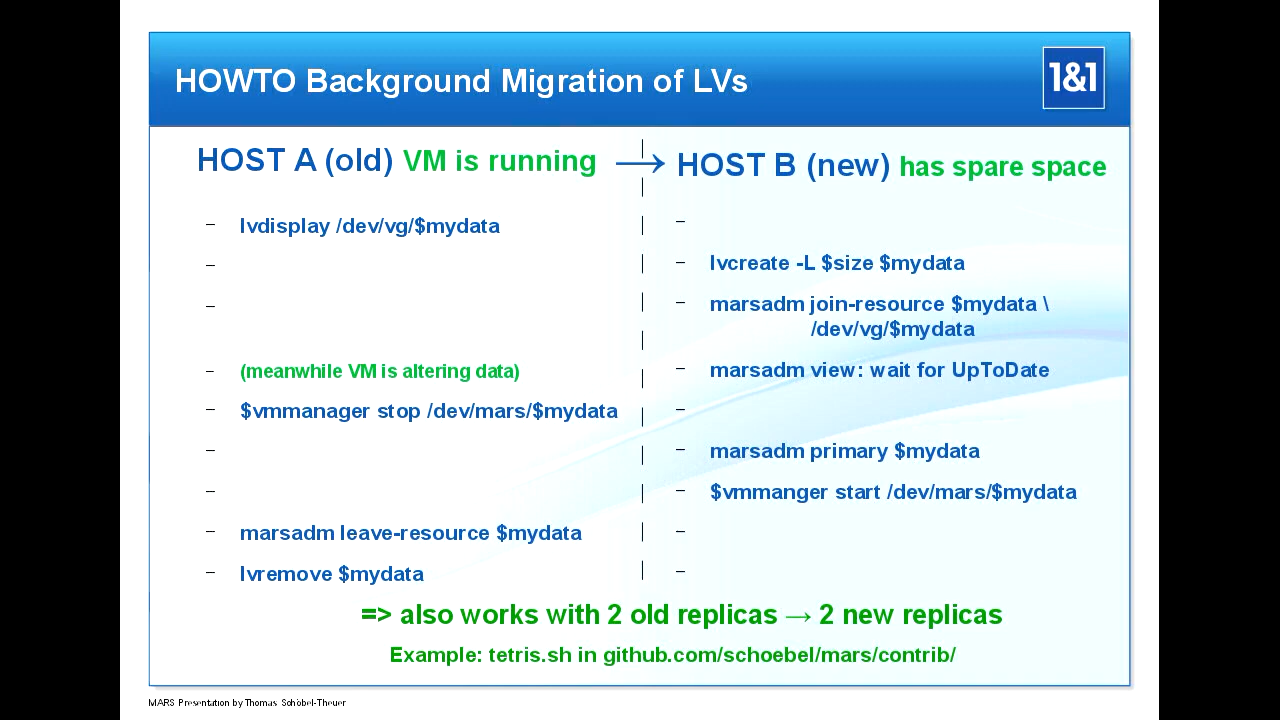 HOWTO Background Migration of LVs
1&1
HOST A (old) VM is running → HOST B (new) has spare space
– lvdisplay /dev/vg/$mydata –
– – lvcreate -L $size $mydata
– – marsadm join-resource $mydata \
/dev/vg/$mydata
– (meanwhile VM is altering data) – marsadm view: wait for UpToDate
– $vmmanager stop /dev/mars/$mydata –
– – marsadm primary $mydata
– – $vmmanger start /dev/mars/$mydata
– marsadm leave-resource $mydata –
– lvremove $mydata –
=> also works with 2 old replicas → 2 new replicas
Example: tetris.sh in github.com/schoebel/mars/contrib/
MARS Presentation by Thomas Schöbel-Theuer